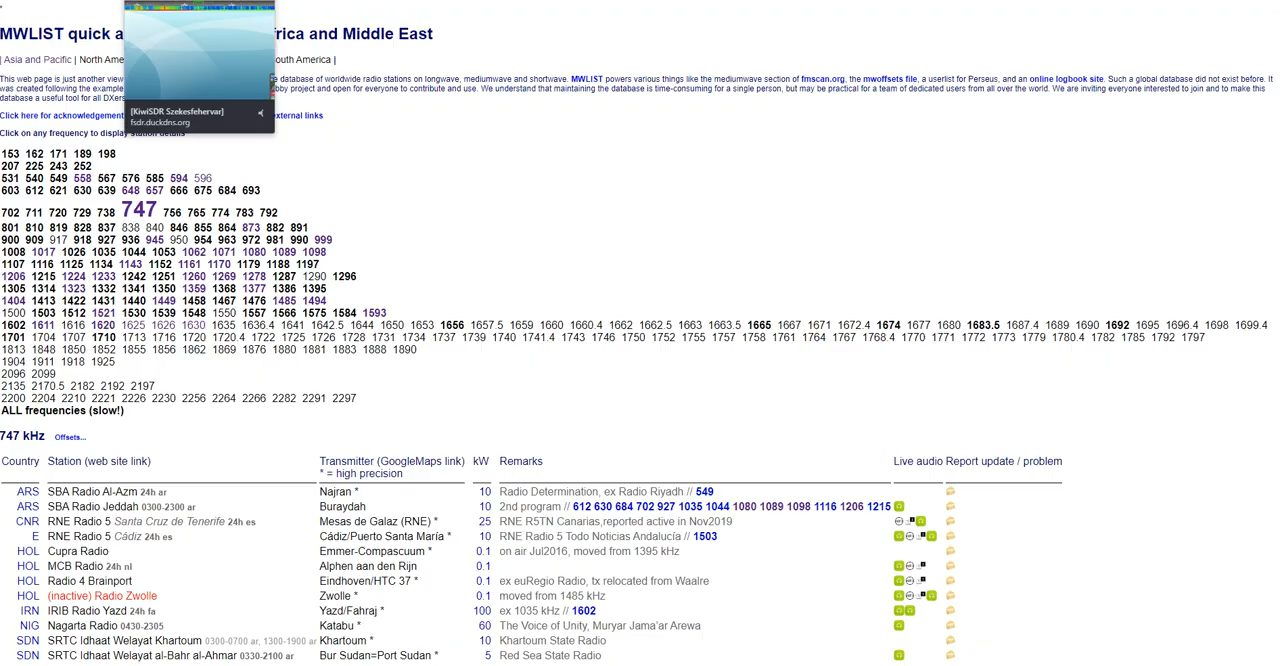 MWLIST quick a frica and Middle East
| Asia and Pacific | North Ame outh America |
This web page is just another view e database of worldwide radio stations on longwave, mediumwave and shortwave. MWLIST powers various things like the mediumwave section of fmscan.org, the mwoffsets file, a userlist for Perseus, and an online logbook site. Such a global database did not exist before. It
was created following the example bby project and open for everyone to contribute and use. We understand that maintaining the database is time-consuming for a single person, but may be practical for a team of dedicated users from all over the world. We are inviting everyone interested to join and to make this
database a useful tool for all DXers
[KiwiSDR Szekesfehervar]
fsdr.duckdns.org
Click here for acknowledgement external links
Click on any frequency to display station details
153 162 171 189 198
207 225 243 252
531 540 549 558 567 576 585 594 596
603 612 621 630 639 648 657 666 675 684 693
702 711 720 729 738 747 756 765 774 783 792
801 810 819 828 837 838 840 846 855 864 873 882 891
900 909 917 918 927 936 945 950 954 963 972 981 990 999
1008 1017 1026 1035 1044 1053 1062 1071 1080 1089 1098
1107 1116 1125 1134 1143 1152 1161 1170 1179 1188 1197
1206 1215 1224 1233 1242 1251 1260 1269 1278 1287 1290 1296
1305 1314 1323 1332 1341 1350 1359 1368 1377 1386 1395
1404 1413 1422 1431 1440 1449 1458 1467 1476 1485 1494
1500 1503 1512 1521 1530 1539 1548 1550 1557 1566 1575 1584 1593
1602 1611 1616 1620 1625 1626 1630 1635 1636.4 1641 1642.5 1644 1650 1653 1656 1657.5 1659 1660 1660.4 1662 1662.5 1663 1663.5 1665 1667 1671 1672.4 1674 1677 1680 1683.5 1687.4 1689 1690 1692 1695 1696.4 1698 1699.4
1701 1704 1707 1710 1713 1716 1720 1720.4 1722 1725 1726 1728 1731 1734 1737 1739 1740 1741.4 1743 1746 1750 1752 1755 1757 1758 1761 1764 1767 1768.4 1770 1771 1772 1773 1779 1780.4 1782 1785 1792 1797
1813 1848 1850 1852 1855 1856 1862 1869 1876 1880 1881 1883 1888 1890
1904 1911 1918 1925
2096 2099
2135 2170.5 2182 2192 2197
2200 2204 2210 2221 2226 2230 2256 2264 2266 2282 2291 2297
ALL frequencies (slow!)
747 kHz Offsets...
Country Station (web site link) Transmitter (GoogleMaps link) kW Remarks Live audio Report update / problem
* = high precision
ARS SBA Radio Al-Azm 24h ar Najran * 10 Radio Determination, ex Radio Riyadh // 549
ARS SBA Radio Jeddah 0300-2300 ar Buraydah 10 2nd program // 612 630 684 702 927 1035 1044 1080 1089 1098 1116 1206 1215
CNR RNE Radio 5 Santa Cruz de Tenerife 24h es Mesas de Galaz (RNE) * 25 RNE R5TN Canarias,reported active in Nov2019
E RNE Radio 5 Cádiz 24h es Cádiz/Puerto Santa María * 10 RNE Radio 5 Todo Noticias Andalucía // 1503
HOL Cupra Radio Emmer-Compascuum * 0.1 on air Jul2016, moved from 1395 kHz
HOL MCB Radio 24h nl Alphen aan den Rijn 0.1
HOL Radio 4 Brainport Eindhoven/HTC 37 * 0.1 ex euRegio Radio, tx relocated from Waalre
HOL (inactive) Radio Zwolle Zwolle * 0.1 moved from 1485 kHz
IRN IRIB Radio Yazd 24h fa Yazd/Fahraj * 100 ex 1035 kHz // 1602
NIG Nagarta Radio 0430-2305 Katabu * 60 The Voice of Unity, Muryar Jama'ar Arewa
SDN SRTC Idhaat Welayat Khartoum 0300-0700 ar, 1300-1900 ar Khartoum * 10 Khartoum State Radio
SDN SRTC Idhaat Welayat al-Bahr al-Ahmar 0330-2100 ar Bur Sudan=Port Sudan * 5 Red Sea State Radio